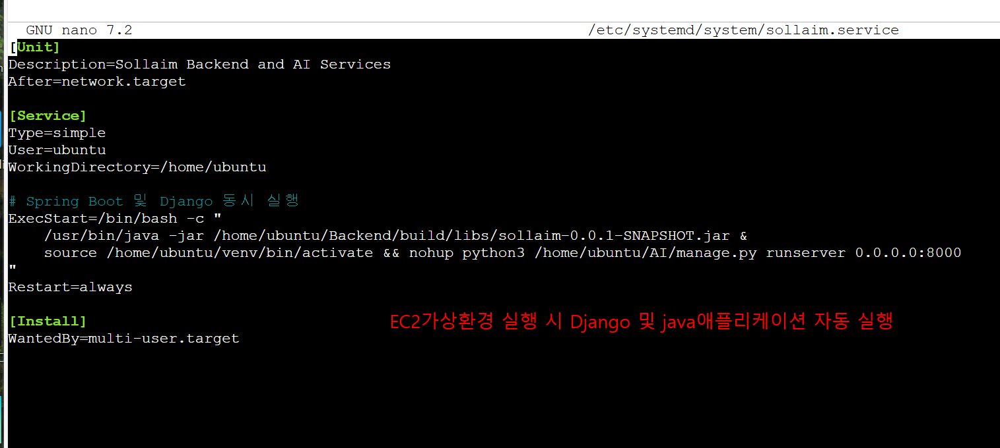 GNU nano 7.2 /etc/systemd/system/sollaim.service
[Unit]
Description=Sollaim Backend and AI Services
After=network.target
[Service]
Type=simple
User=ubuntu
WorkingDirectory=/home/ubuntu
# Spring Boot 및 Django 동시 실행
ExecStart=/bin/bash -c "
/usr/bin/java -jar /home/ubuntu/Backend/build/libs/sollaim-0.0.1-SNAPSHOT.jar &
source /home/ubuntu/venv/bin/activate && nohup python3 /home/ubuntu/AI/manage.py runserver 0.0.0.0:8000
"
Restart=always
[Install]
EC2가상환경 실행 시 Django 및 java애플리케이션 자동 실행
WantedBy=multi-user.target